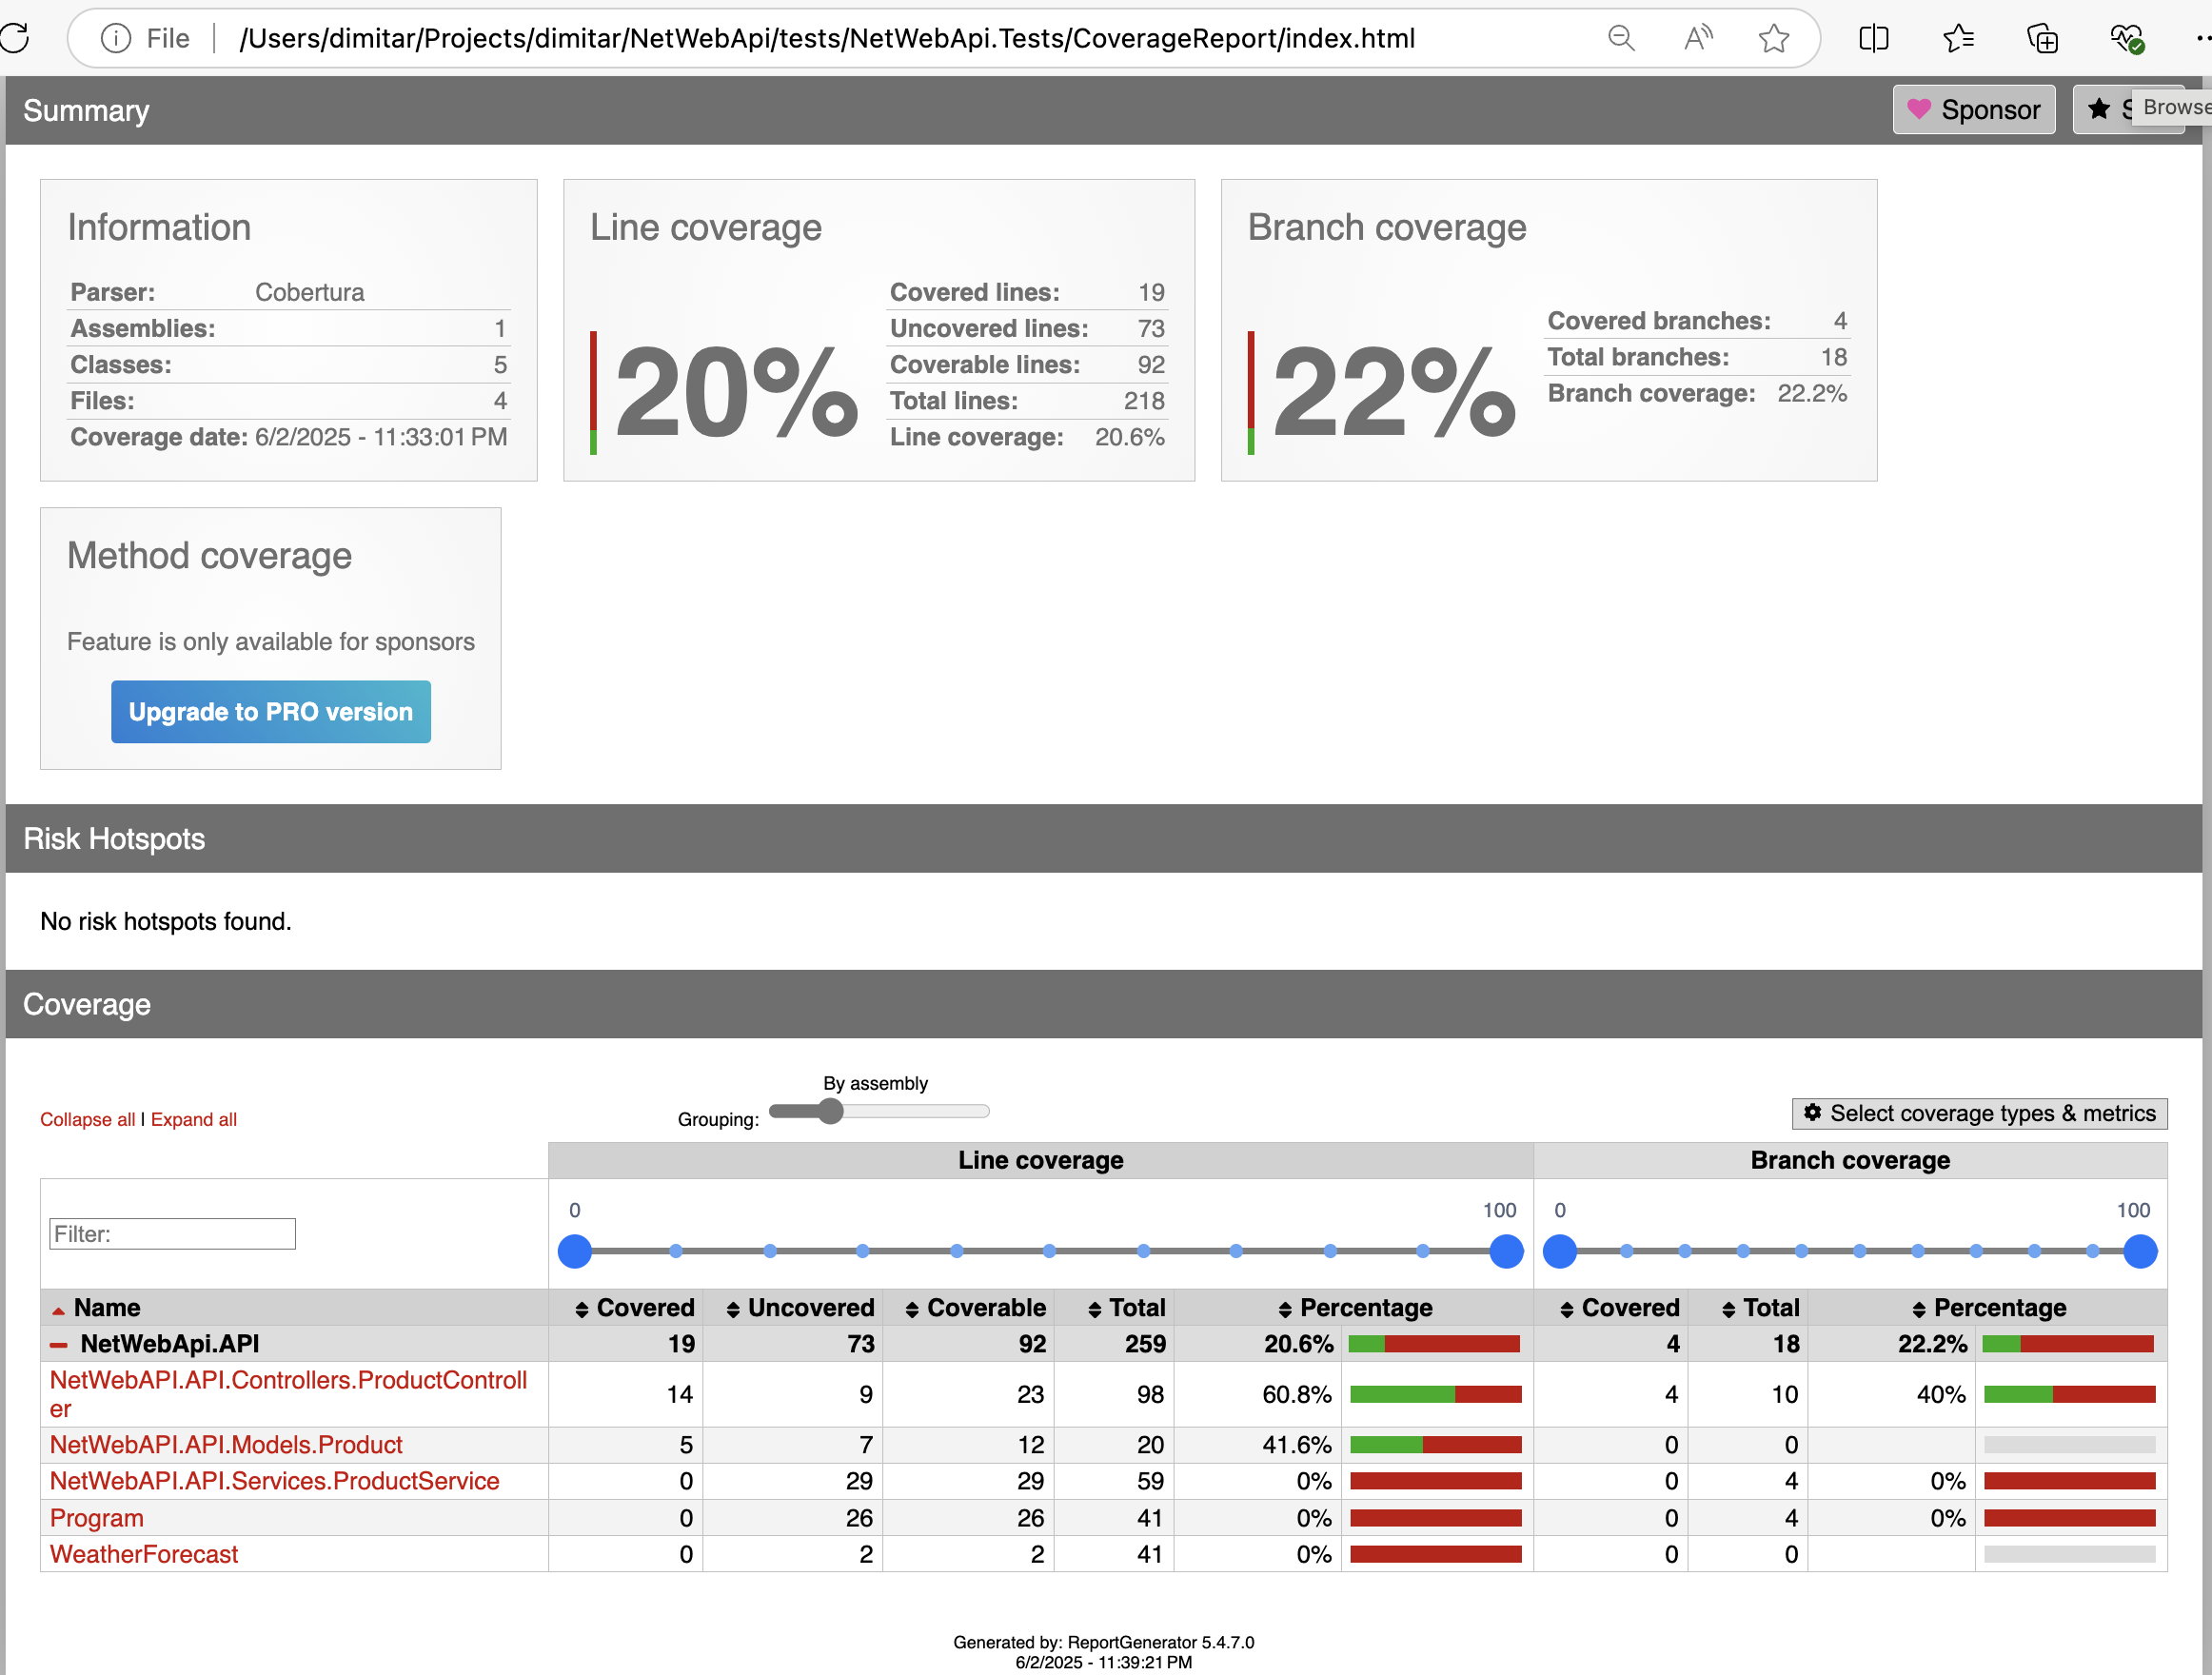 File | /Users/dimitar/Projects/dimitar/NetWebApi/tests/NetWebApi.Tests/CoverageReport/index.html
Summary
Sponsor
Browse
Information
Parser: Cobertura
Assemblies: 1
Classes: 5
Files: 4
Coverage date: 6/2/2025 - 11:33:01 PM
Line coverage
20%
Covered lines: 19
Uncovered lines: 73
Coverable lines: 92
Total lines: 218
Line coverage: 20.6%
Branch coverage
22%
Covered branches: 4
Total branches: 18
Branch coverage: 22.2%
Method coverage
Feature is only available for sponsors
Upgrade to PRO version
Risk Hotspots
No risk hotspots found.
Coverage
By assembly
Collapse all | Expand all
Grouping:
Select coverage types & metrics
Line coverage Branch coverage
0 100 0 100
Filter:
Name Covered Uncovered Coverable Total Percentage Covered Total Percentage
NetWebApi.API 19 73 92 259 20.6% 4 18 22.2%
NetWebAPI.API.Controllers.ProductControll
er 14 9 23 98 60.8% 4 10 40%
NetWebAPI.API.Models.Product 5 7 12 20 41.6% 0 0
NetWebAPI.API.Services.ProductService 0 29 29 59 0% 0 4 0%
Program 0 26 26 41 0% 0 4 0%
WeatherForecast 0 2 2 41 0% 0 0
Generated by: ReportGenerator 5.4.7.0
6/2/2025 - 11:39:21 PM